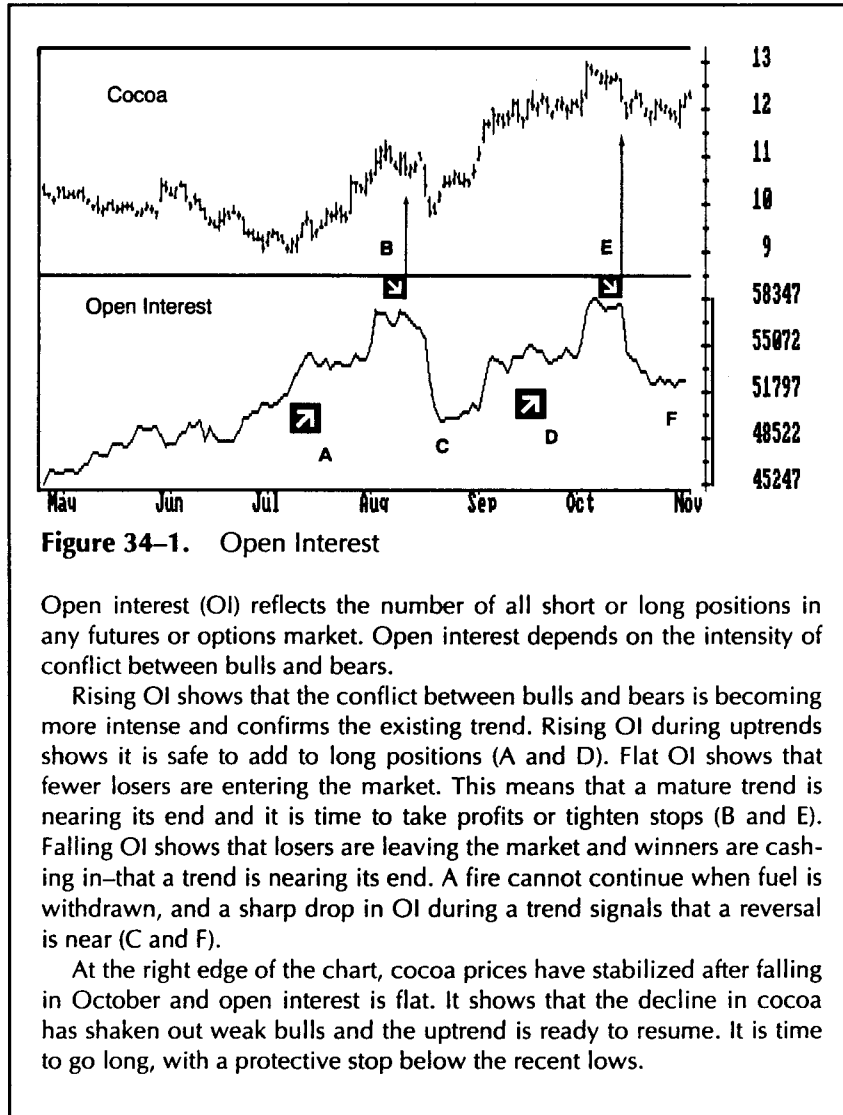 Cocoa
13
12
11
10
9
B
E
Open Interest
58347
55072
51797
48522
45247
A
C
D
F
May Jun Jul Aug Sep Oct Nov
Figure 34–1. Open Interest
Open interest (OI) reflects the number of all short or long positions in
any futures or options market. Open interest depends on the intensity of
conflict between bulls and bears.
Rising OI shows that the conflict between bulls and bears is becoming
more intense and confirms the existing trend. Rising OI during uptrends
shows it is safe to add to long positions (A and D). Flat OI shows that
fewer losers are entering the market. This means that a mature trend is
nearing its end and it is time to take profits or tighten stops (B and E).
Falling OI shows that losers are leaving the market and winners are cash-
ing in–that a trend is nearing its end. A fire cannot continue when fuel is
withdrawn, and a sharp drop in OI during a trend signals that a reversal
is near (C and F).
At the right edge of the chart, cocoa prices have stabilized after falling
in October and open interest is flat. It shows that the decline in cocoa
has shaken out weak bulls and the uptrend is ready to resume. It is time
to go long, with a protective stop below the recent lows.